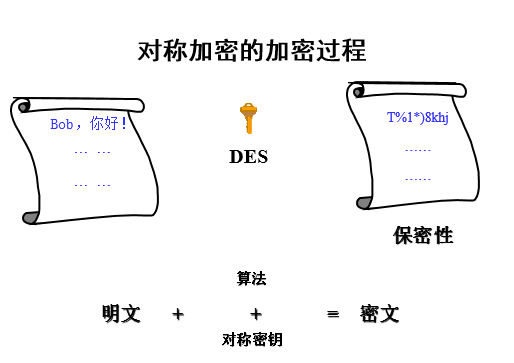 对称加密的加密过程
Bob，你好！
... ...
... ...
DES
T%1*)8khj
......
......
保密性
算法
明文 + + = 密文
对称密钥